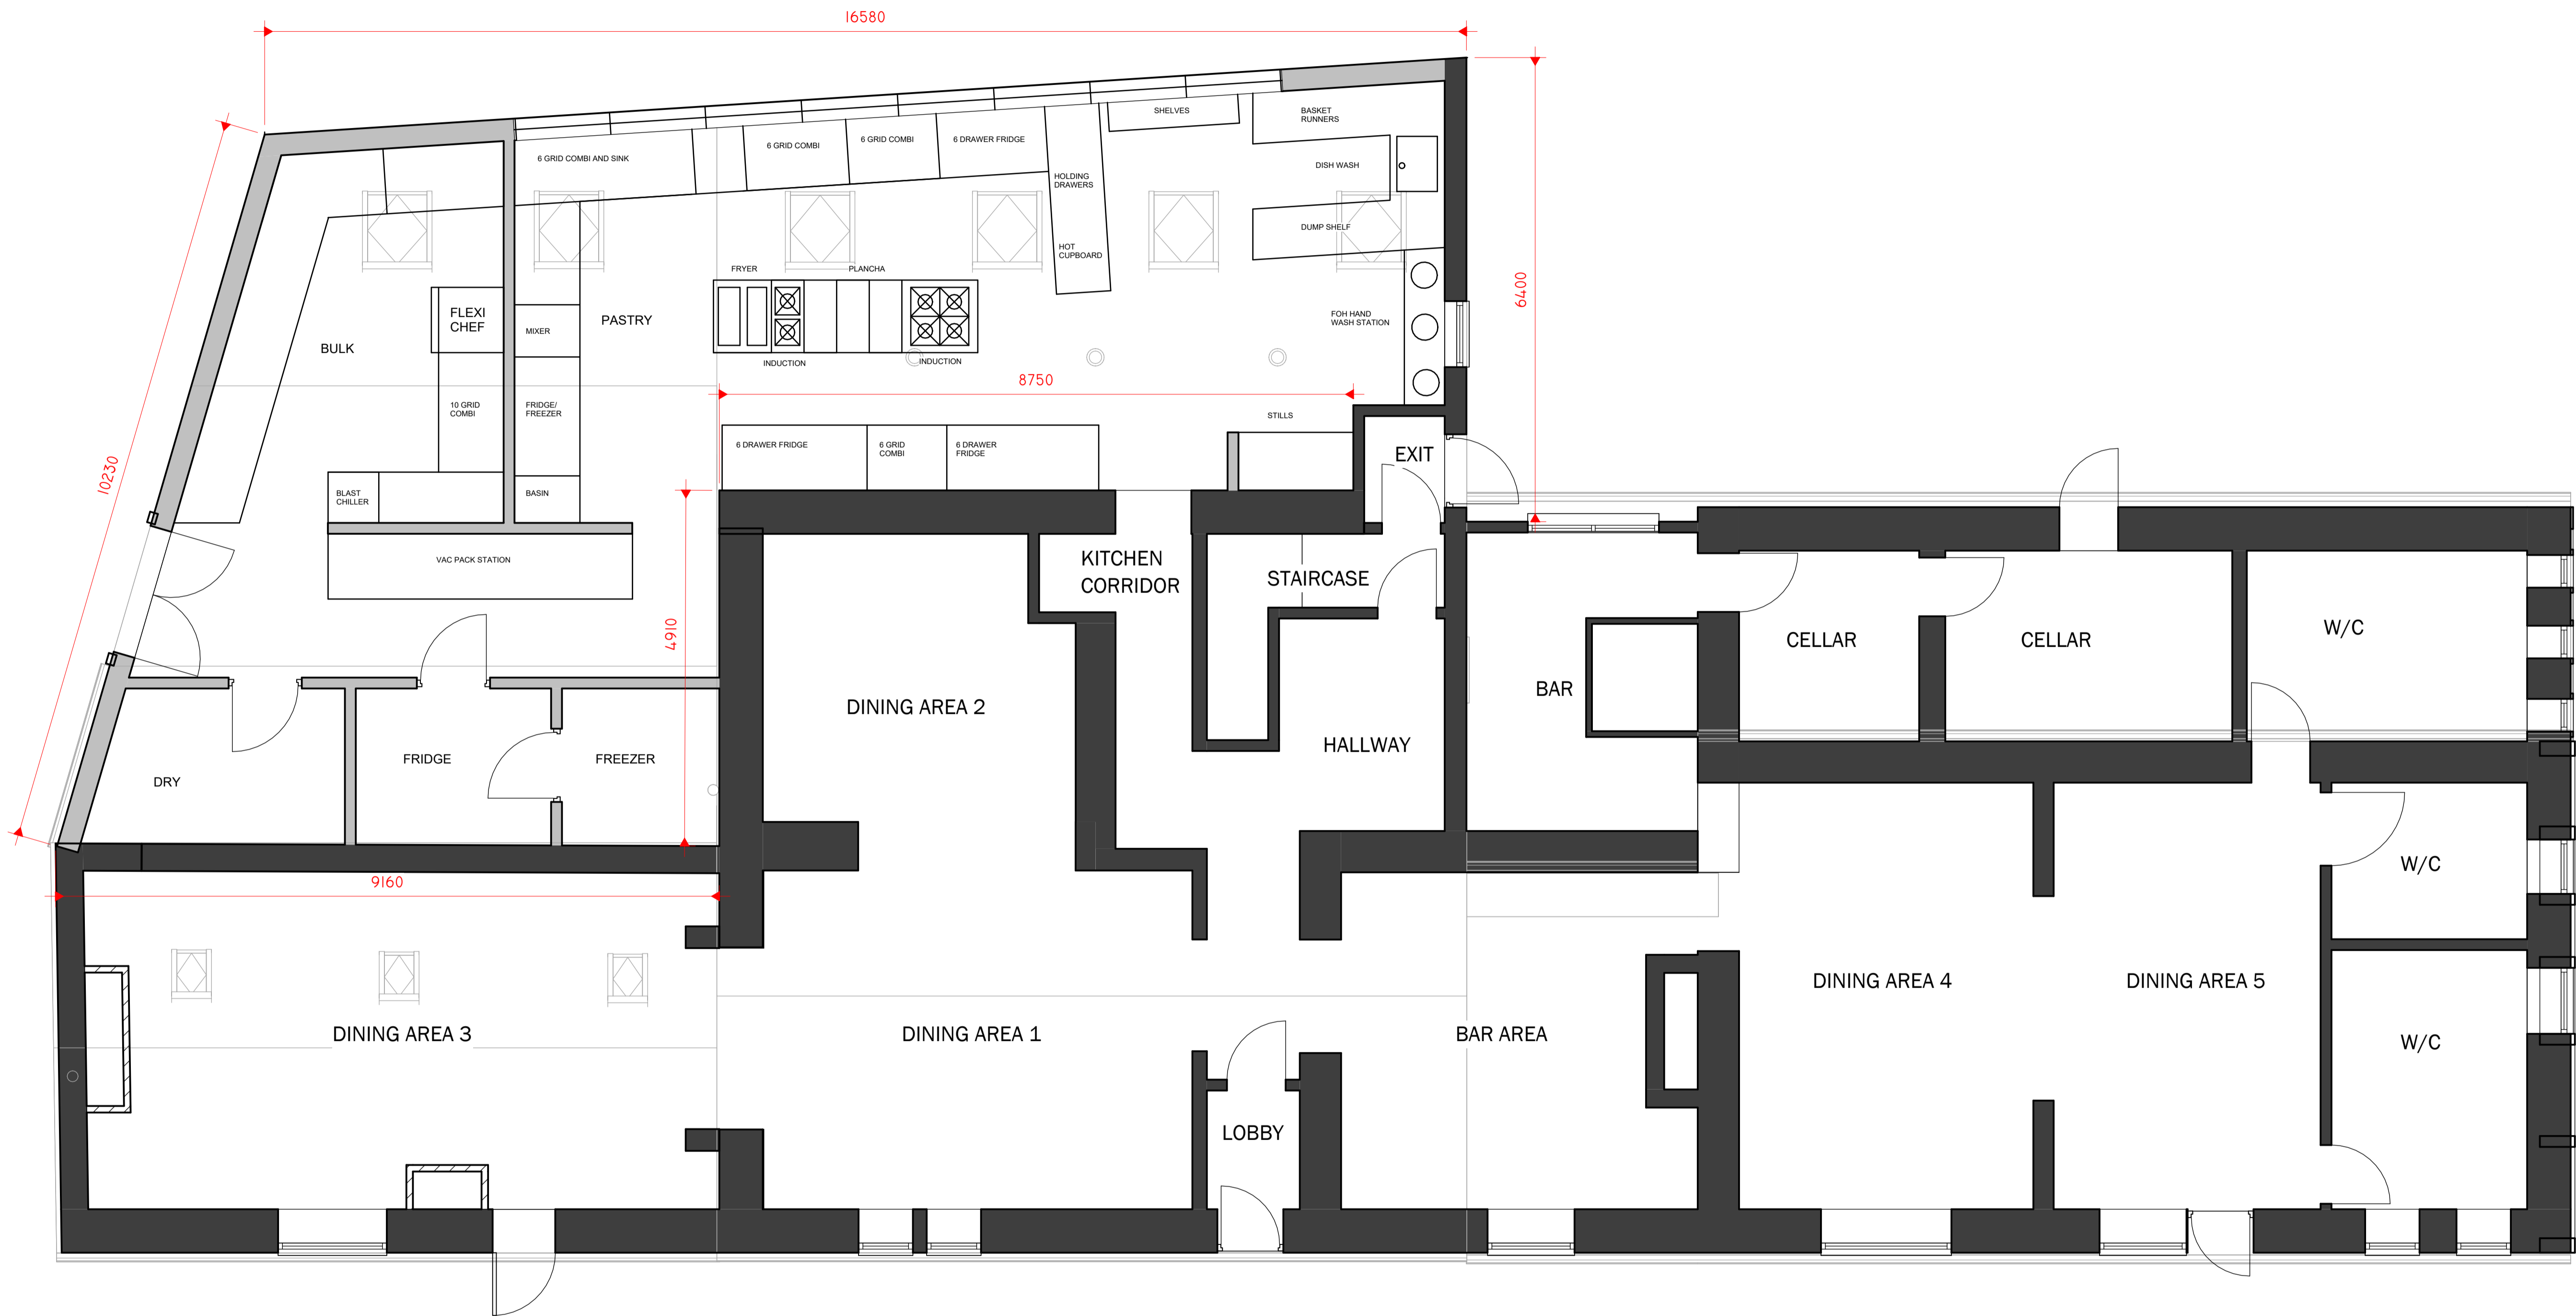 16580
SHELVES
BASKET
RUNNERS
6 GRID COMBI AND SINK
6 GRID COMBI
6 GRID COMBI
6 DRAWER FRIDGE
HOLDING
DRAWERS
DISH WASH
DUMP SHELF
HOT
CUPBOARD
FRYER
PLANCHA
6400
FLEXI
CHEF
MIXER
PASTRY
FOH HAND
WASH STATION
BULK
INDUCTION
INDUCTION
8750
10 GRID
COMBI
FRIDGE/
FREEZER
STILLS
10230
6 DRAWER FRIDGE
6 GRID
COMBI
6 DRAWER
FRIDGE
EXIT
BLAST
CHILLER
BASIN
VAC PACK STATION
KITCHEN
CORRIDOR
STAIRCASE
4910
CELLAR
CELLAR
W/C
BAR
DINING AREA 2
HALLWAY
DRY
FRIDGE
FREEZER
9160
W/C
DINING AREA 3
DINING AREA 1
BAR AREA
DINING AREA 4
DINING AREA 5
W/C
LOBBY